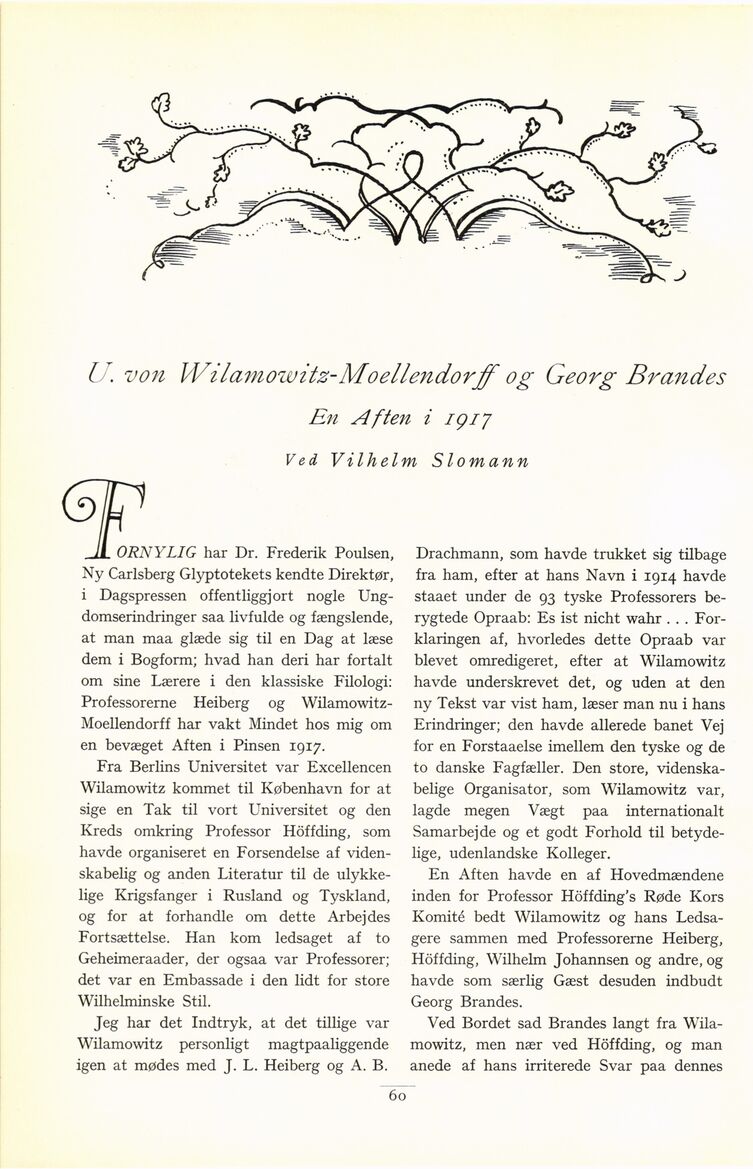 U. von Wilamowitz-Moellendorff og Georg Brandes
En Aften i 1917
Ved Vilhelm Slomann
FORNYLIG har Dr. Frederik Poulsen,
Ny Carlsberg Glyptotekets kendte Direktør,
i Dagspressen offentliggjort nogle Ung-
domserindringer saa livfulde og fængslende,
at man maa glæde sig til en Dag at læse
dem i Bogform; hvad han deri har fortalt
om sine Lærere i den klassiske Filologi:
Professorerne Heiberg og Wilamowitz-
Moellendorff har vakt Mindet hos mig om
en bevæget Aften i Pinsen 1917.
Fra Berlins Universitet var Excellencen
Wilamowitz kommet til København for at
sige en Tak til vort Universitet og den
Kreds omkring Professor Höffding, som
havde organiseret en Forsendelse af viden-
skabelig og anden Literatur til de ulykke-
lige Krigsfanger i Rusland og Tyskland,
og for at forhandle om dette Arbejdes
Fortsættelse. Han kom ledsaget af to
Geheimeraader, der ogsaa var Professorer;
det var en Embassade i den lidt for store
Wilhelminske Stil.
Jeg har det Indtryk, at det tillige var
Wilamowitz personligt magtpaaliggende
igen at mødes med J. L. Heiberg og A. B.
Drachmann, som havde trukket sig tilbage
fra ham, efter at hans Navn i 1914 havde
staaet under de 93 tyske Professorers be-
rygtede Opraab: Es ist nicht wahr . . . For-
klaringen af, hvorledes dette Opraab var
blevet omredigeret, efter at Wilamowitz
havde underskrevet det, og uden at den
ny Tekst var vist ham, læser man nu i hans
Erindringer; den havde allerede banet Vej
for en Forstaaelse imellem den tyske og de
to danske Fagfæller. Den store, videnska-
belige Organisator, som Wilamowitz var,
lagde megen Vægt paa internationalt
Samarbejde og et godt Forhold til betyde-
lige, udenlandske Kolleger.
En Aften havde en af Hovedmændene
inden for Professor Höffding's Røde Kors
Komité bedt Wilamowitz og hans Ledsa-
gere sammen med Professorerne Heiberg,
Höffding, Wilhelm Johannsen og andre, og
havde som særlig Gæst desuden indbudt
Georg Brandes.
Ved Bordet sad Brandes langt fra Wila-
mowitz, men nær ved Höffding, og man
anede af hans irriterede Svar paa dennes
60